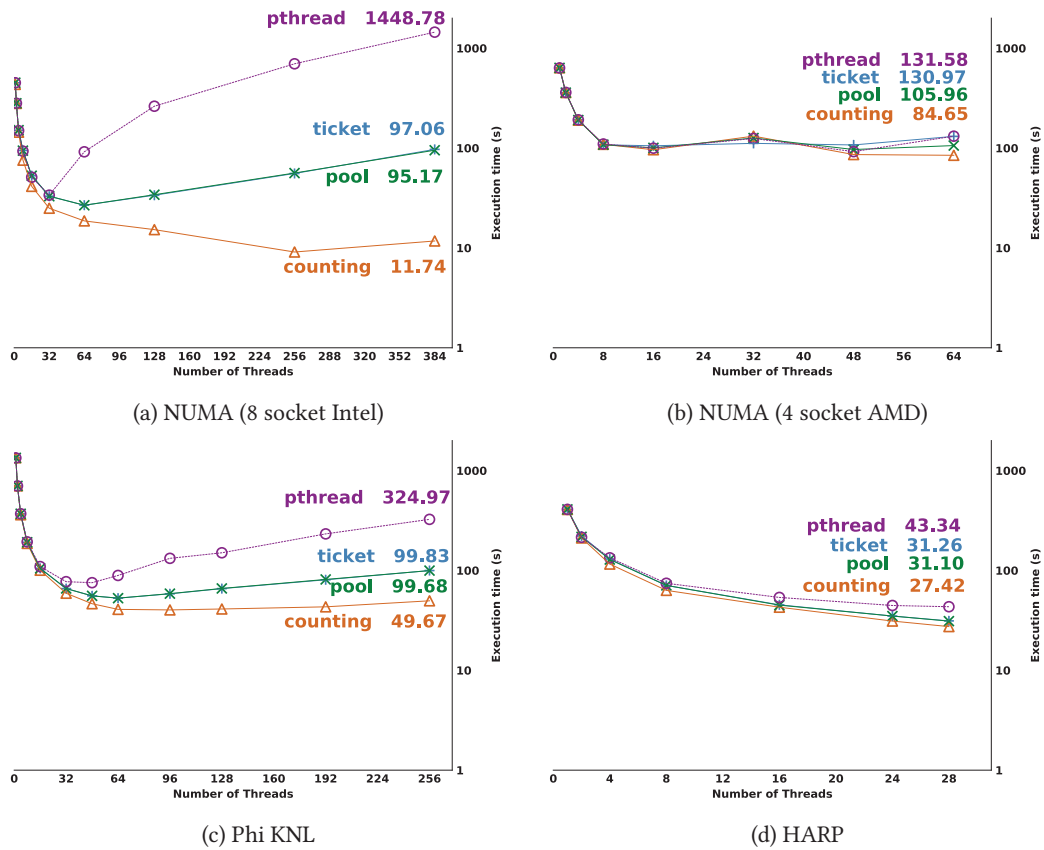 pthread 1448.78
1000
ticket 97.06
100
pool 95.17
10
counting 11.74
1
Execution time (s)
0 32 64 96 128 160 192 224 256 288 320 352 384
Number of Threads
(a) NUMA (8 socket Intel)
1000
pthread 131.58
ticket 130.97
pool 105.96
counting 84.65
100
10
1
Execution time (s)
0 8 16 24 32 40 48 56 64
Number of Threads
(b) NUMA (4 socket AMD)
1000
pthread 324.97
ticket 99.83
100
pool 99.68
counting 49.67
10
1
Execution time (s)
0 32 64 96 128 160 192 224 256
Number of Threads
(c) Phi KNL
1000
pthread 43.34
ticket 31.26
pool 31.10
100
counting 27.42
10
1
Execution time (s)
0 4 8 12 16 20 24 28
Number of Threads
(d) HARP